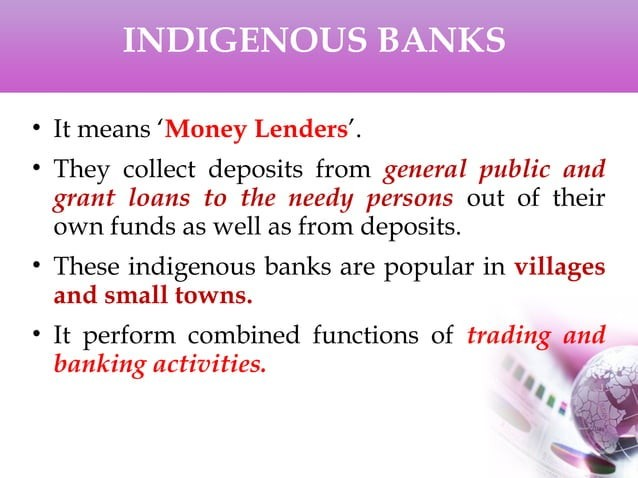 INDIGENOUS BANKS
• It means ‘Money Lenders’.
• They collect deposits from general public and
grant loans to the needy persons out of their
own funds as well as from deposits.
• These indigenous banks are popular in villages
and small towns.
• It perform combined functions of trading and
banking activities.